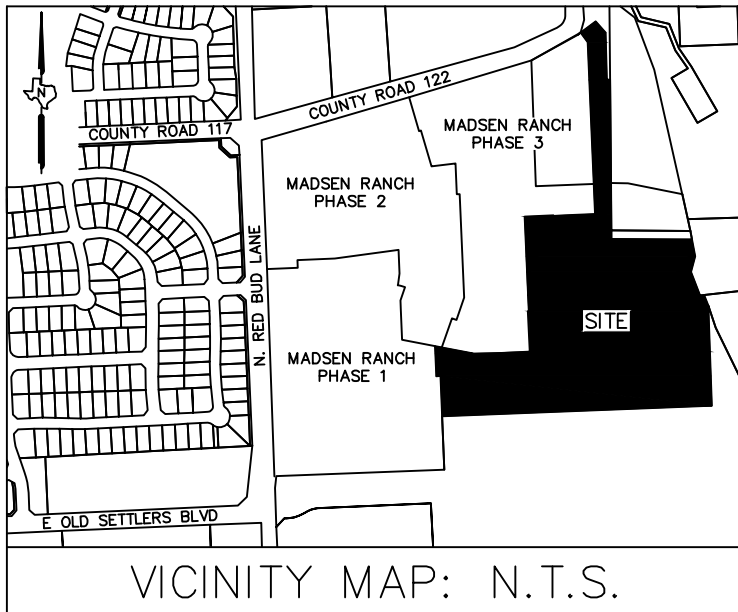 N
COUNTY ROAD 122
COUNTY ROAD 117
MADSEN RANCH
PHASE 3
MADSEN RANCH
PHASE 2
N. RED BUD LANE
SITE
MADSEN RANCH
PHASE 1
E OLD SETTLERS BLVD
VICINITY MAP: N.T.S.